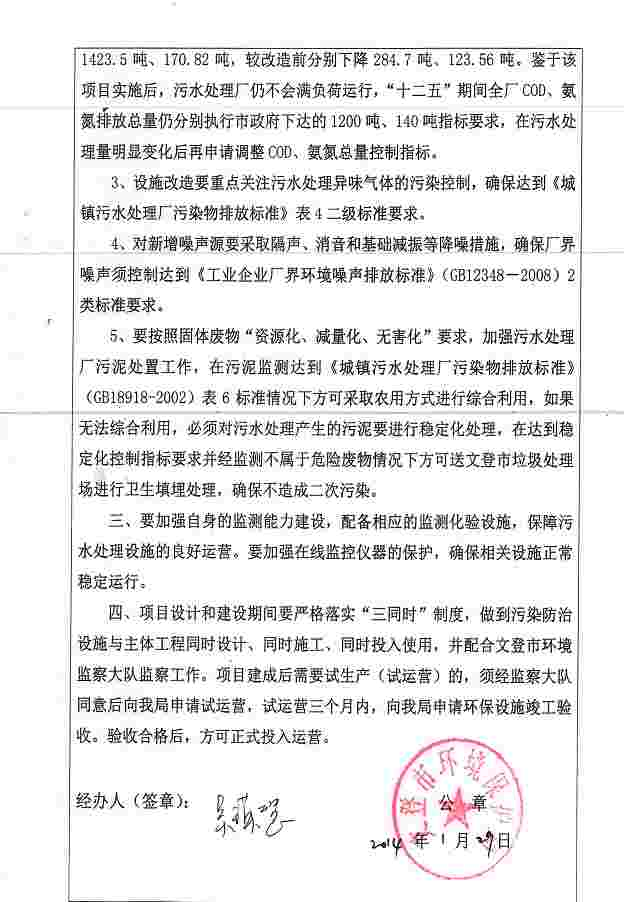 1423.5 吨、170.82 吨，较改造前分别下降 284.7 吨、123.56 吨。鉴于该
项目实施后，污水处理厂仍不会满负荷运行，“十二五”期间全厂 COD、氨
氮排放总量仍分别执行市政府下达的 1200 吨、140 吨指标要求，在污水处
理量明显变化后再申请调整 COD、氨氮总量控制指标。
3、设施改造要重点关注污水处理异味气体的污染控制，确保达到《城
镇污水处理厂污染物排放标准》表 4 二级标准要求。
4、对新增噪声源要采取隔声、消音和基础减振等降噪措施，确保厂界
噪声须控制达到《工业企业厂界环境噪声排放标准》（GB12348－2008）2
类标准要求。
5、要按照固体废物“资源化、减量化、无害化”要求，加强污水处理
厂污泥处置工作，在污泥监测达到《城镇污水处理厂污染物排放标准》
（GB18918-2002）表 6 标准情况下方可采取农用方式进行综合利用，如果
无法综合利用，必须对污水处理产生的污泥要进行稳定化处理，在达到稳
定化控制指标要求并经监测不属于危险废物情况下方可送文登市垃圾处理
场进行卫生填埋处理，确保不造成二次污染。
三、要加强自身的监测能力建设，配备相应的监测化验设施，保障污
水处理设施的良好运营。要加强在线监控仪器的保护，确保相关设施正常
稳定运行。
四、项目设计和建设期间要严格落实“三同时”制度，做到污染防治
设施与主体工程同时设计、同时施工、同时投入使用，并配合文登市环境
监察大队监察工作。项目建成后需要试生产（试运营）的，须经监察大队
同意后向我局申请试运营，试运营三个月内，向我局申请环保设施竣工验
收。验收合格后，方可正式投入运营。
文登市环境保护局
经办人（签章）：
公 章
2014 年 1 月 29 日